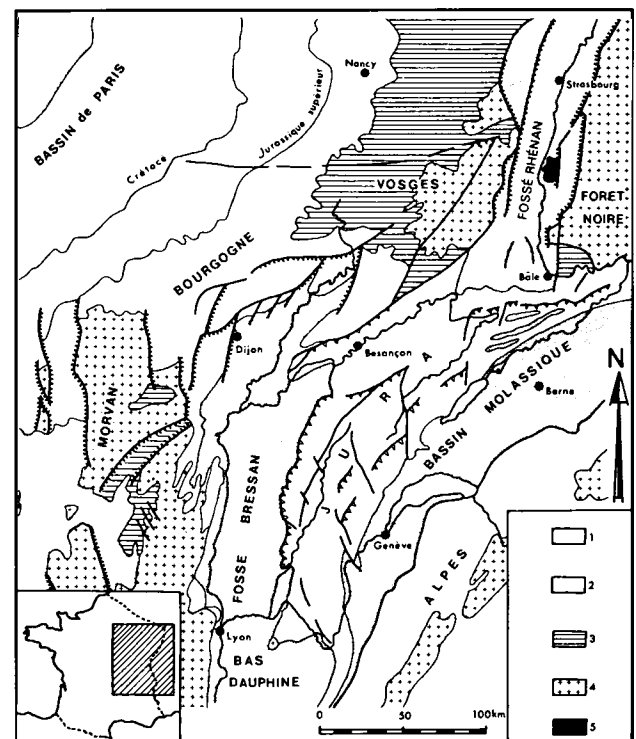 Nancy
Strasbourg
BASSIN de PARIS
Crétacé
Jurassique supérieur
VOSGES
FOSSÉ RHÉNAN
FORET
NOIRE
BOURGOGNE
Bâle
Dijon
Besançon
MORVAN
JURA
BASSIN MOLASSIQUE
Berne
N
FOSSE BRESSAN
Genève
ALPES
Lyon
BAS
DAUPHINE
0 50 100km
1
2
3
4
5